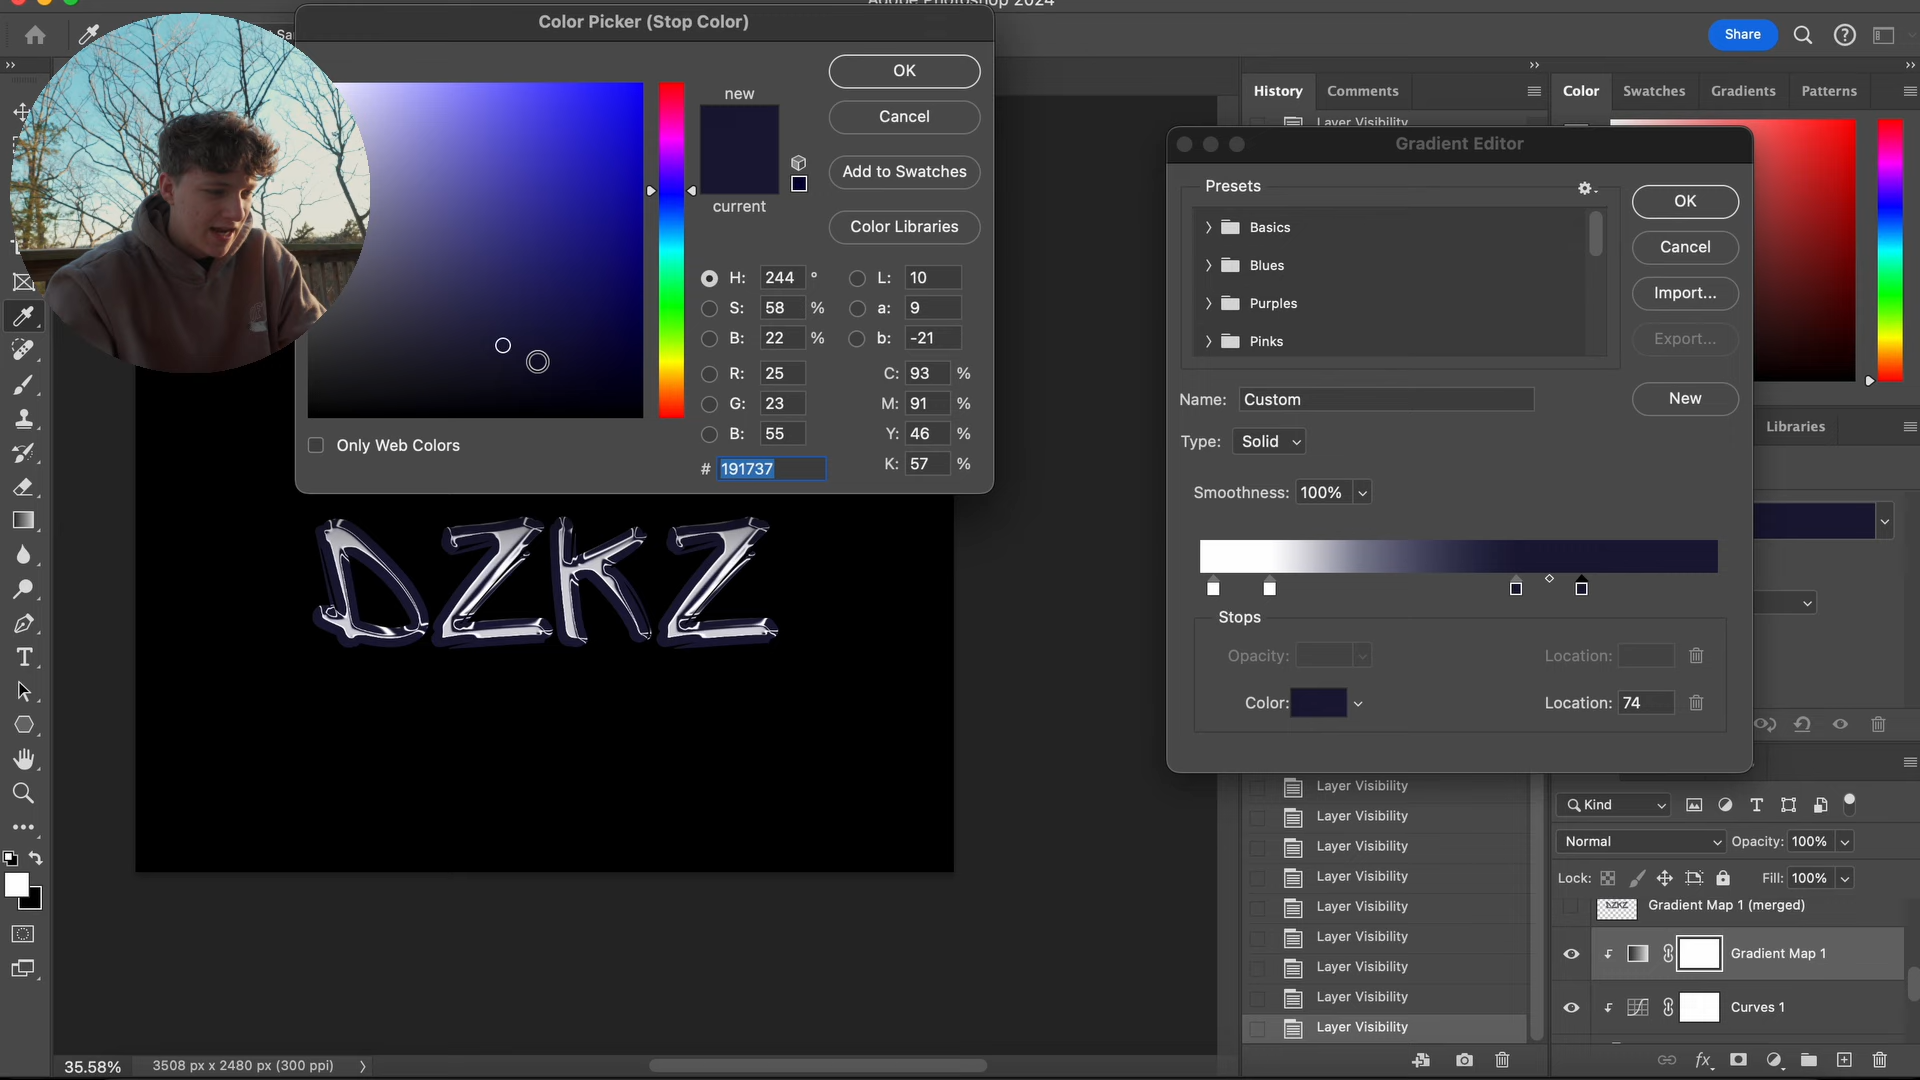 Adobe Photoshop 2024
Color Picker (Stop Color)
Share
new
current
OK
Cancel
Add to Swatches
Color Libraries
H: 244 °
S: 58 %
B: 22 %
R: 25
G: 23
B: 55
# 191737
L: 10
a: 9
b: -21
C: 93 %
M: 91 %
Y: 46 %
K: 57 %
Only Web Colors
DZKZ
35.58%
3508 px x 2480 px (300 ppi)
History
Comments
Layer Visibility
Color
Swatches
Gradients
Patterns
Gradient Editor
Presets
Basics
Blues
Purples
Pinks
OK
Cancel
Import...
Export...
New
Name: Custom
Type: Solid
Smoothness: 100%
Stops
Opacity:
Location:
Color:
Location: 74
Libraries
Layer Visibility
Layer Visibility
Layer Visibility
Layer Visibility
Layer Visibility
Layer Visibility
Layer Visibility
Layer Visibility
Layer Visibility
Kind
Normal
Opacity: 100%
Lock:
Fill: 100%
DZKZ
Gradient Map 1 (merged)
Gradient Map 1
Curves 1
fx